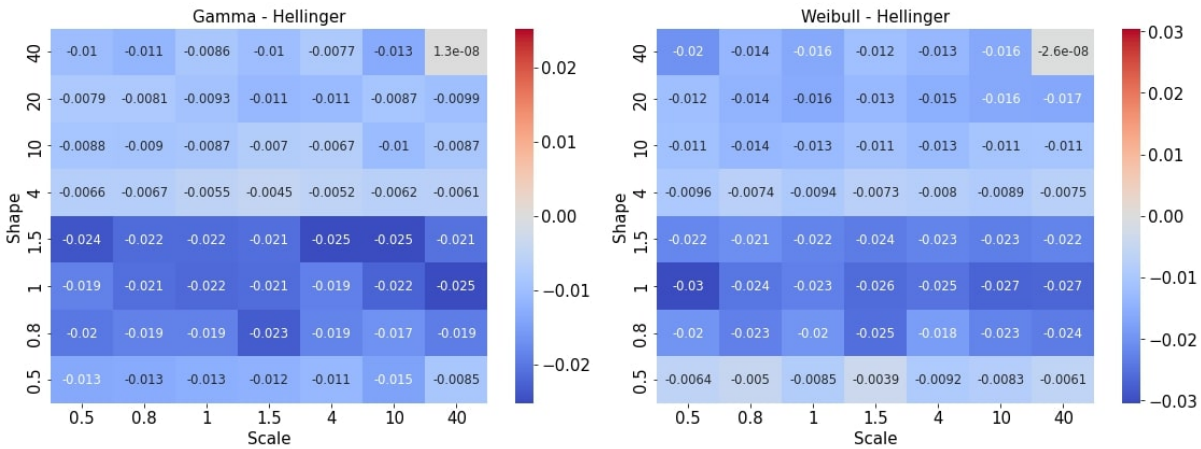 Gamma - Hellinger
Shape
40 -0.01 -0.011 -0.0086 -0.01 -0.0077 -0.013 1.3e-08
20 -0.0079 -0.0081 -0.0093 -0.011 -0.011 -0.0087 -0.0099
10 -0.0088 -0.009 -0.0087 -0.007 -0.0067 -0.01 -0.0087
4 -0.0066 -0.0067 -0.0055 -0.0045 -0.0052 -0.0062 -0.0061
1.5 -0.024 -0.022 -0.022 -0.021 -0.025 -0.025 -0.021
1 -0.019 -0.021 -0.022 -0.021 -0.019 -0.022 -0.025
0.8 -0.02 -0.019 -0.019 -0.023 -0.019 -0.017 -0.019
0.5 -0.013 -0.013 -0.013 -0.012 -0.011 -0.015 -0.0085
0.5 0.8 1 1.5 4 10 40
Scale
0.02
0.01
0.00
−0.01
−0.02
Weibull - Hellinger
Shape
40 -0.02 -0.014 -0.016 -0.012 -0.013 -0.016 -2.6e-08
20 -0.012 -0.014 -0.016 -0.013 -0.015 -0.016 -0.017
10 -0.011 -0.014 -0.013 -0.011 -0.013 -0.011 -0.011
4 -0.0096 -0.0074 -0.0094 -0.0073 -0.008 -0.0089 -0.0075
1.5 -0.022 -0.021 -0.022 -0.024 -0.023 -0.023 -0.022
1 -0.03 -0.024 -0.023 -0.026 -0.025 -0.027 -0.027
0.8 -0.02 -0.023 -0.02 -0.025 -0.018 -0.023 -0.024
0.5 -0.0064 -0.005 -0.0085 -0.0039 -0.0092 -0.0083 -0.0061
0.5 0.8 1 1.5 4 10 40
Scale
0.03
0.02
0.01
0.00
−0.01
−0.02
−0.03